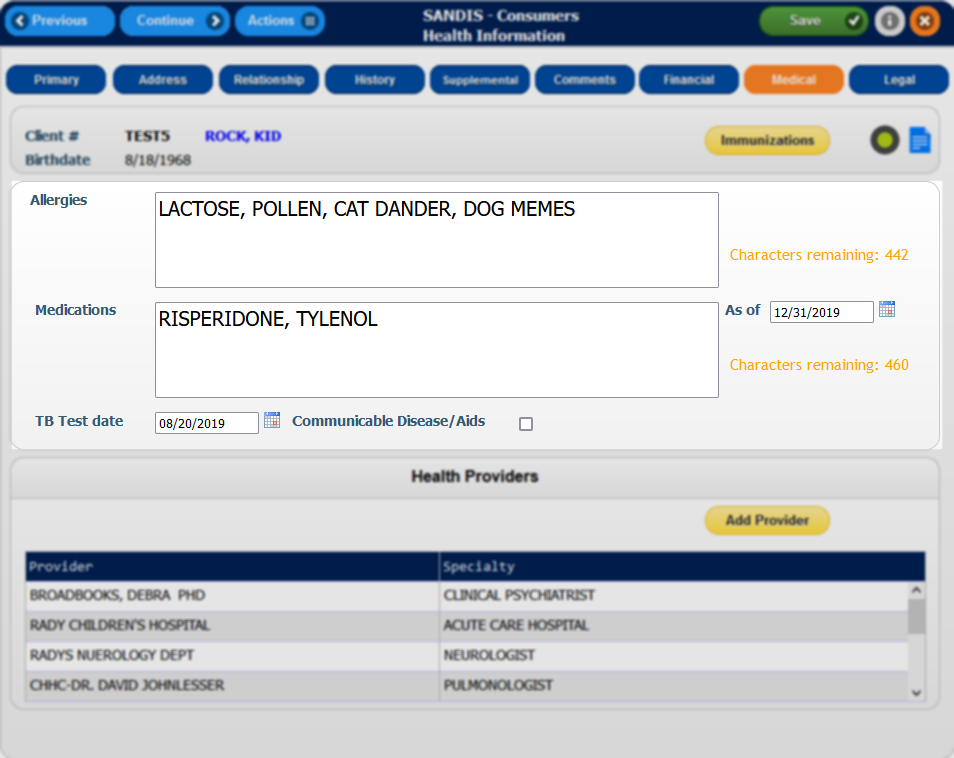 Previous Continue Actions SANDIS - Consumers Save
Health Information
Primary Address Relationship History Supplemental Comments Financial Medical Legal
Client # TEST5 ROCK, KID Immunizations
Birthdate 8/18/1968
Allergies LACTOSE, POLLEN, CAT DANDER, DOG MEMES
Characters remaining: 442
Medications RISPERIDONE, TYLENOL As of 12/31/2019
Characters remaining: 460
TB Test date 08/20/2019 Communicable Disease/Aids
Health Providers
Add Provider
Provider Specialty
BROADBOOKS, DEBRA PHD CLINICAL PSYCHIATRIST
RADY CHILDREN'S HOSPITAL ACUTE CARE HOSPITAL
RADYS NUEROLOGY DEPT NEUROLOGIST
CHHC-DR. DAVID JOHNLESSER PULMONOLOGIST